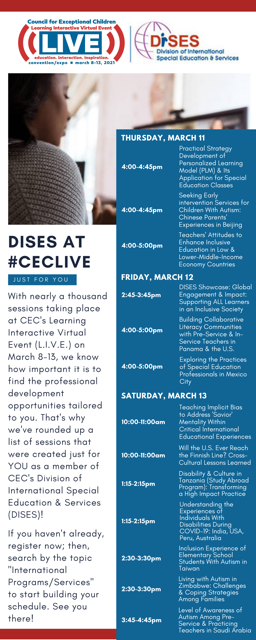 Council for Exceptional Children
Learning Interactive Virtual Event
LIVE
education. interaction. inspiration.
convention/expo ★ march 8-13, 2021
DISES
Division of International
Special Education & Services
DISES AT
#CECLIVE
JUST FOR YOU
With nearly a thousand
sessions taking place
at CEC's Learning
Interactive Virtual
Event (L.I.V.E.) on
March 8-13, we know
how important it is to
find the professional
development
opportunities tailored
to you. That's why
we've rounded up a
list of sessions that
were created just for
YOU as a member of
CEC's Division of
International Special
Education & Services
(DISES)!
If you haven't already,
register now; then,
search by the topic
"International
Programs/Services"
to start building your
schedule. See you
there!
THURSDAY, MARCH 11
4:00-4:45pm
Practical Strategy
Development of
Personalized Learning
Model (PLM) & Its
Application for Special
Education Classes
4:00-4:45pm
Seeking Early
intervention Services for
Children With Autism:
Chinese Parents'
Experiences in Beijing
4:00-5:00pm
Teachers' Attitudes to
Enhance Inclusive
Education in Low &
Lower-Middle-Income
Economy Countries
FRIDAY, MARCH 12
2:45-3:45pm
DISES Showcase: Global
Engagement & Impact:
Supporting ALL Learners
in an Inclusive Society
4:00-5:00pm
Building Collaborative
Literacy Communities
with Pre-Service & In-
Service Teachers in
Panama & the U.S.
4:00-5:00pm
Exploring the Practices
of Special Education
Professionals in Mexico
City
SATURDAY, MARCH 13
10:00-11:00am
Teaching Implicit Bias
to Address 'Savior'
Mentality Within
Critical International
Educational Experiences
10:00-11:00am
Will the U.S. Ever Reach
the Finnish Line? Cross-
Cultural Lessons Learned
1:15-2:15pm
Disability & Culture in
Tanzania (Study Abroad
Program): Transforming
a High Impact Practice
1:15-2:15pm
Understanding the
Experiences of
Individuals With
Disabilities During
COVID-19: India, USA,
Peru, Australia
2:30-3:30pm
Inclusion Experience of
Elementary School
Students With Autism in
Taiwan
2:30-3:30pm
Living with Autism in
Zimbabwe: Challenges
& Coping Strategies
Among Families
3:45-4:45pm
Level of Awareness of
Autism Among Pre-
Service & Practicing
Teachers in Saudi Arabia